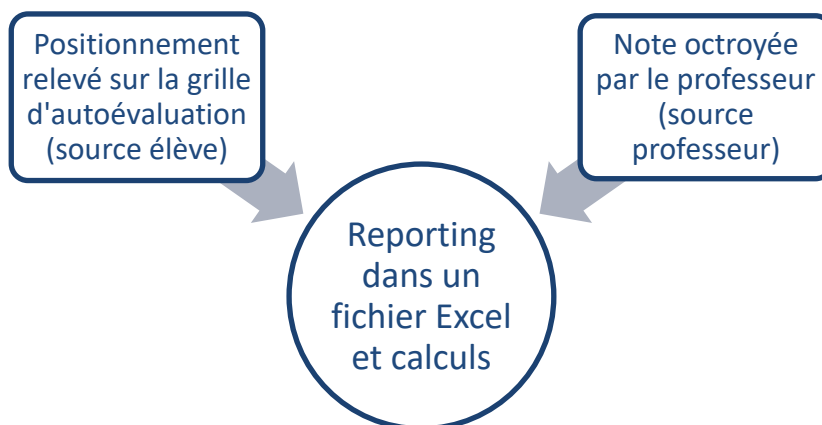 Positionnement
relevé sur la grille
d'autoévaluation
(source élève)
Note octroyée
par le professeur
(source
professeur)
Reporting
dans un
fichier Excel
et calculs